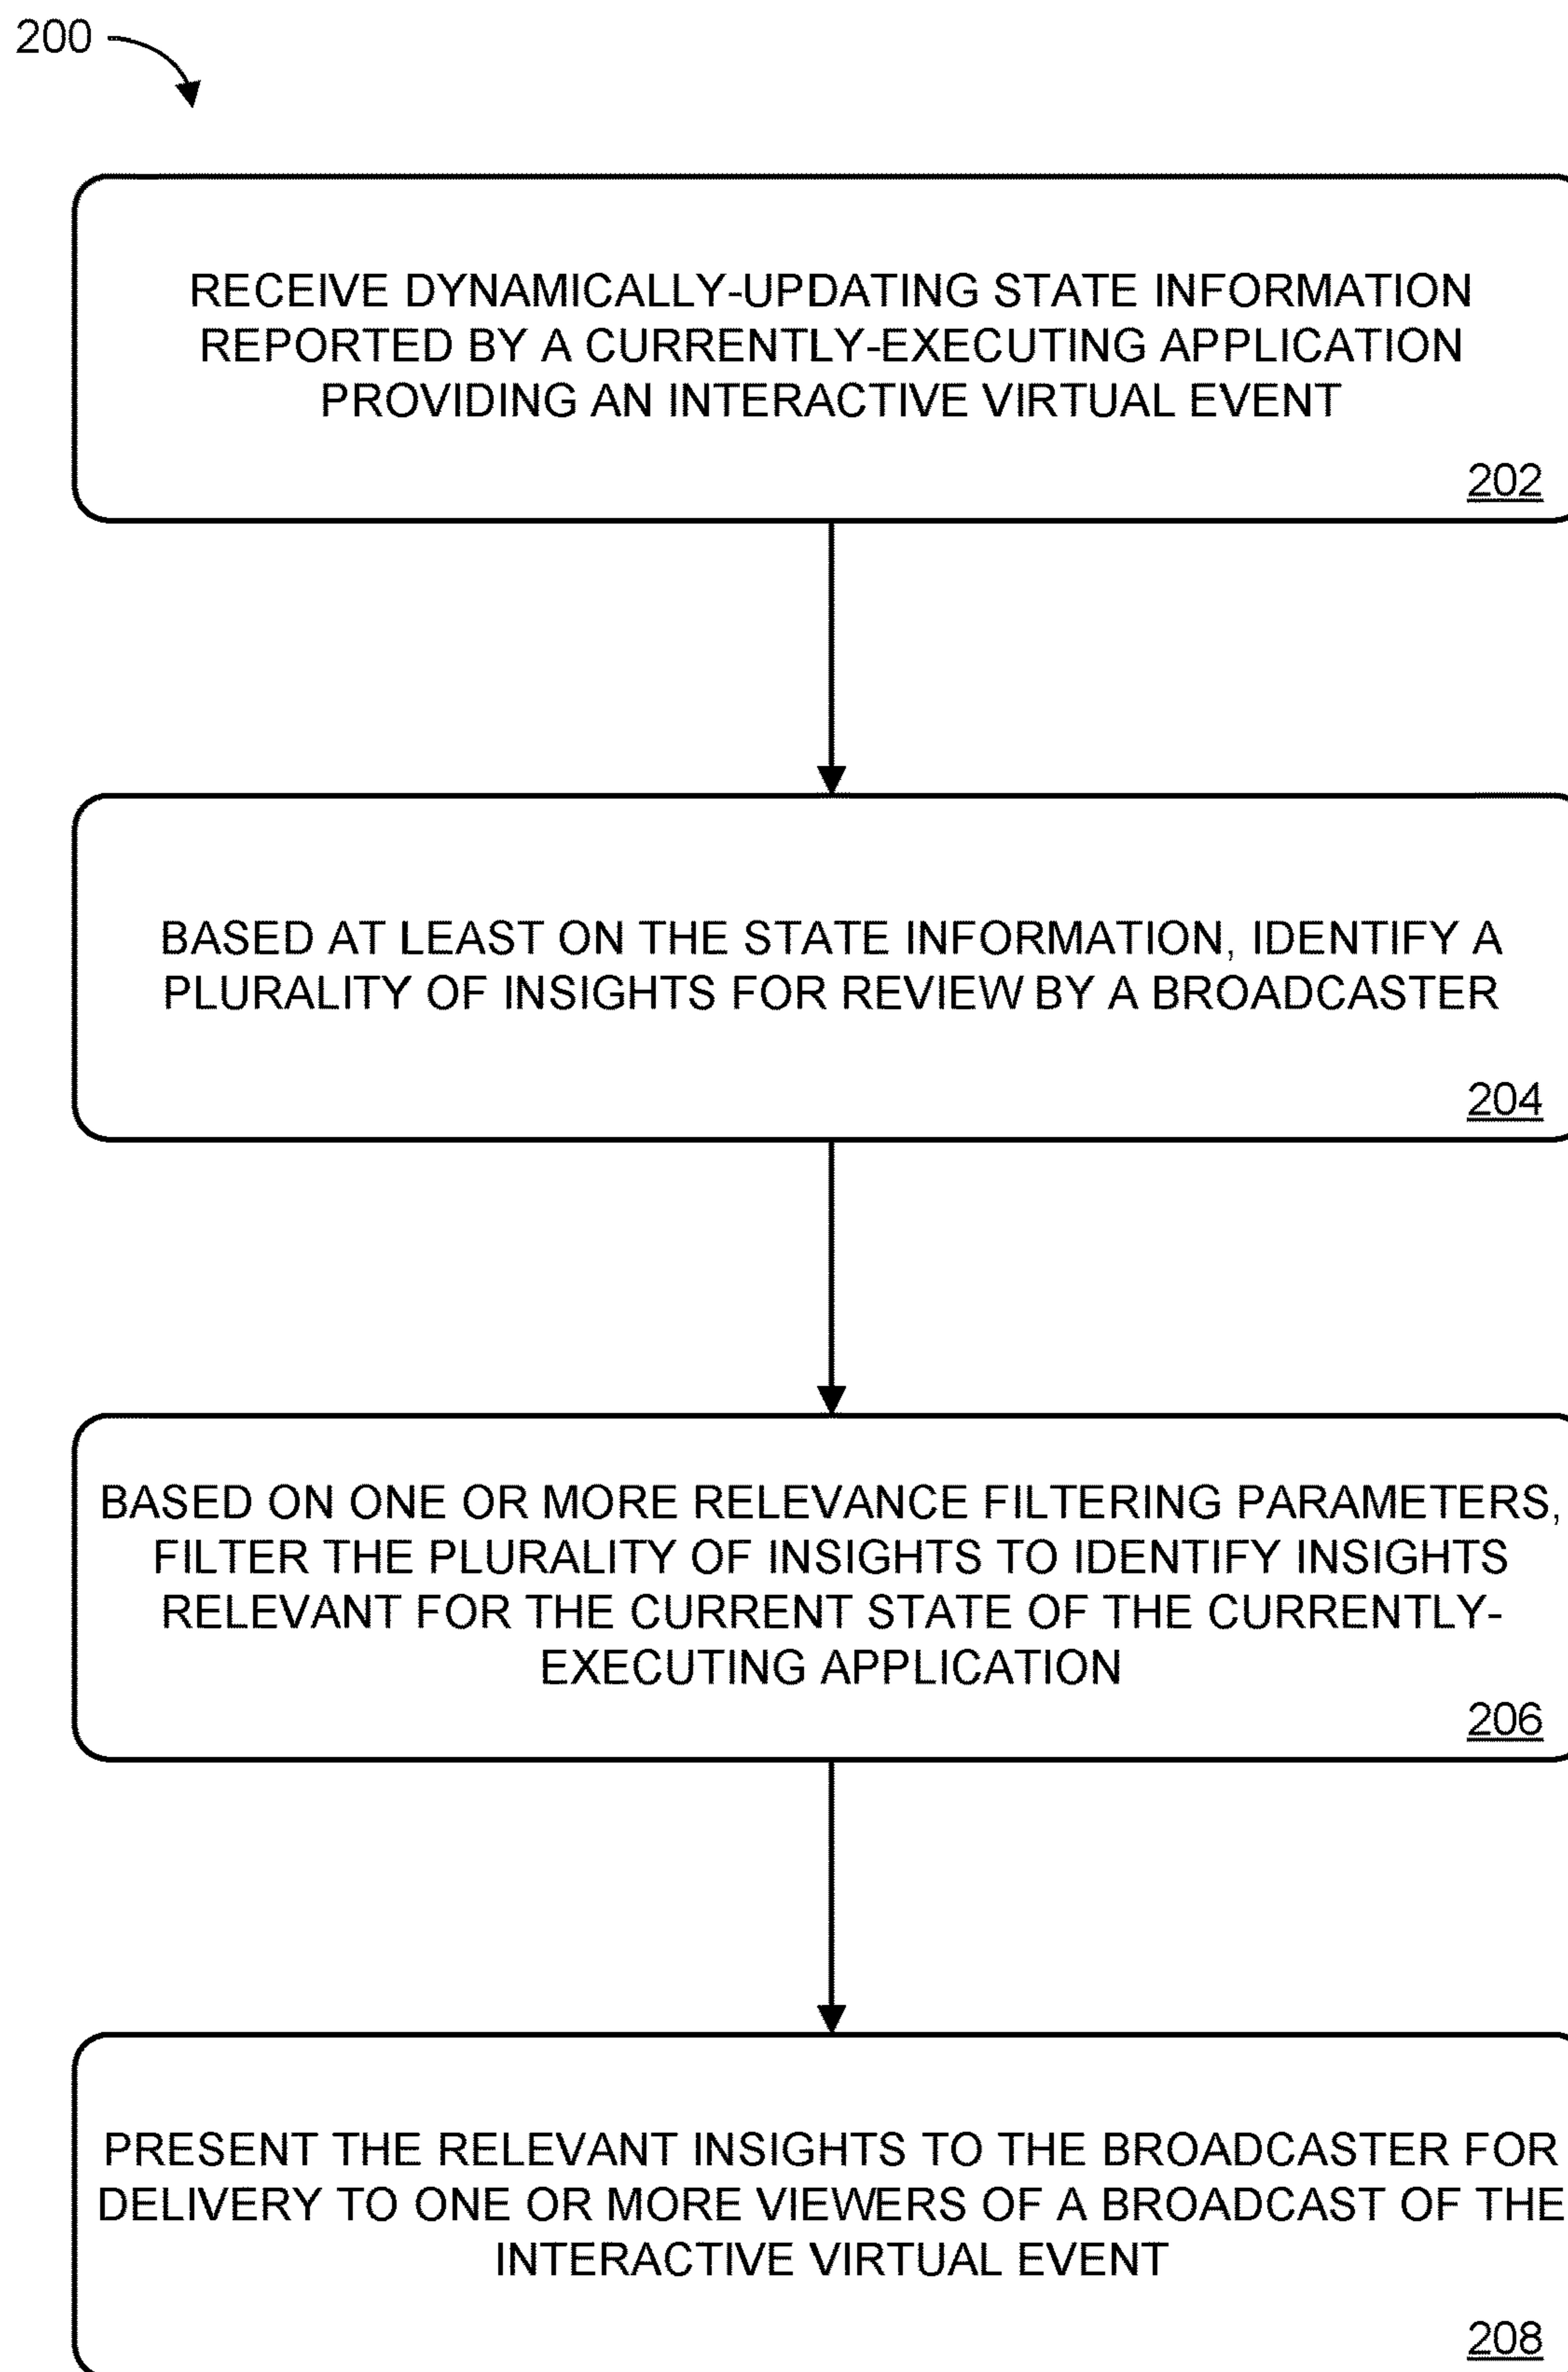 200
RECEIVE DYNAMICALLY-UPDATING STATE INFORMATION
REPORTED BY A CURRENTLY-EXECUTING APPLICATION
PROVIDING AN INTERACTIVE VIRTUAL EVENT
202
BASED AT LEAST ON THE STATE INFORMATION, IDENTIFY A
PLURALITY OF INSIGHTS FOR REVIEW BY A BROADCASTER
204
BASED ON ONE OR MORE RELEVANCE FILTERING PARAMETERS,
FILTER THE PLURALITY OF INSIGHTS TO IDENTIFY INSIGHTS
RELEVANT FOR THE CURRENT STATE OF THE CURRENTLY-
EXECUTING APPLICATION
206
PRESENT THE RELEVANT INSIGHTS TO THE BROADCASTER FOR
DELIVERY TO ONE OR MORE VIEWERS OF A BROADCAST OF THE
INTERACTIVE VIRTUAL EVENT
208